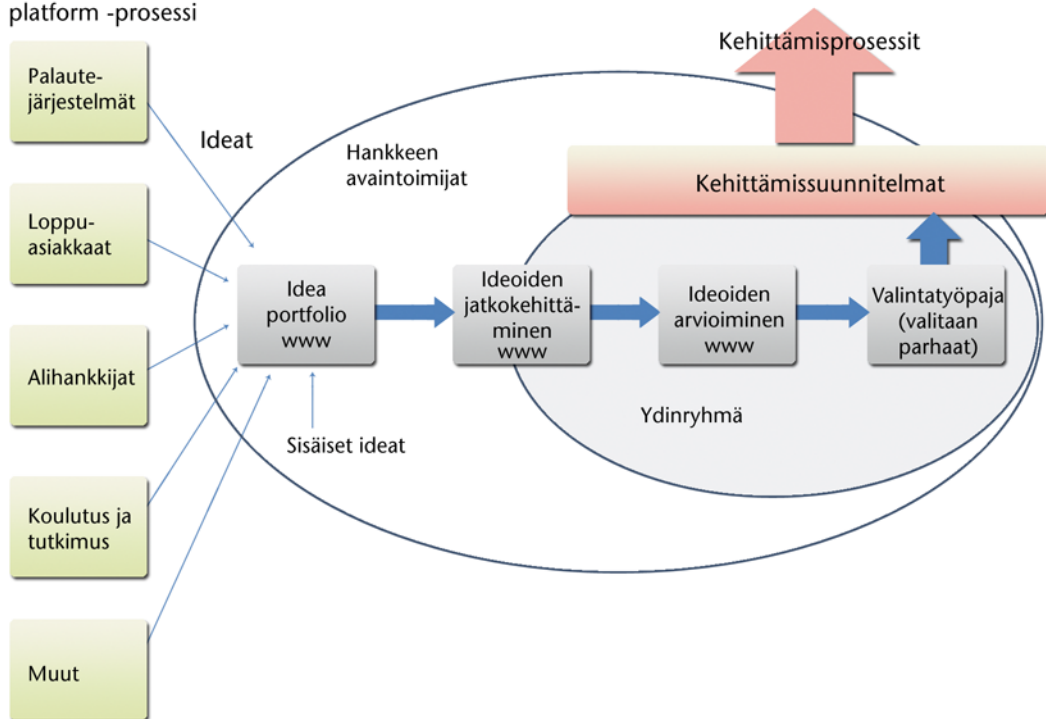 platform -prosessi
Palaute-
järjestelmät
Loppu-
asiakkaat
Alihankkijat
Koulutus ja
tutkimus
Muut
Ideat
Hankkeen
avaintoimijat
Idea
portfolio
www
Sisäiset ideat
Ideoiden
jatkokehittä-
minen
www
Ideoiden
arvioiminen
www
Valintatyöpaja
(valitaan
parhaat)
Ydinryhmä
Kehittämissuunnitelmat
Kehittämisprosessit